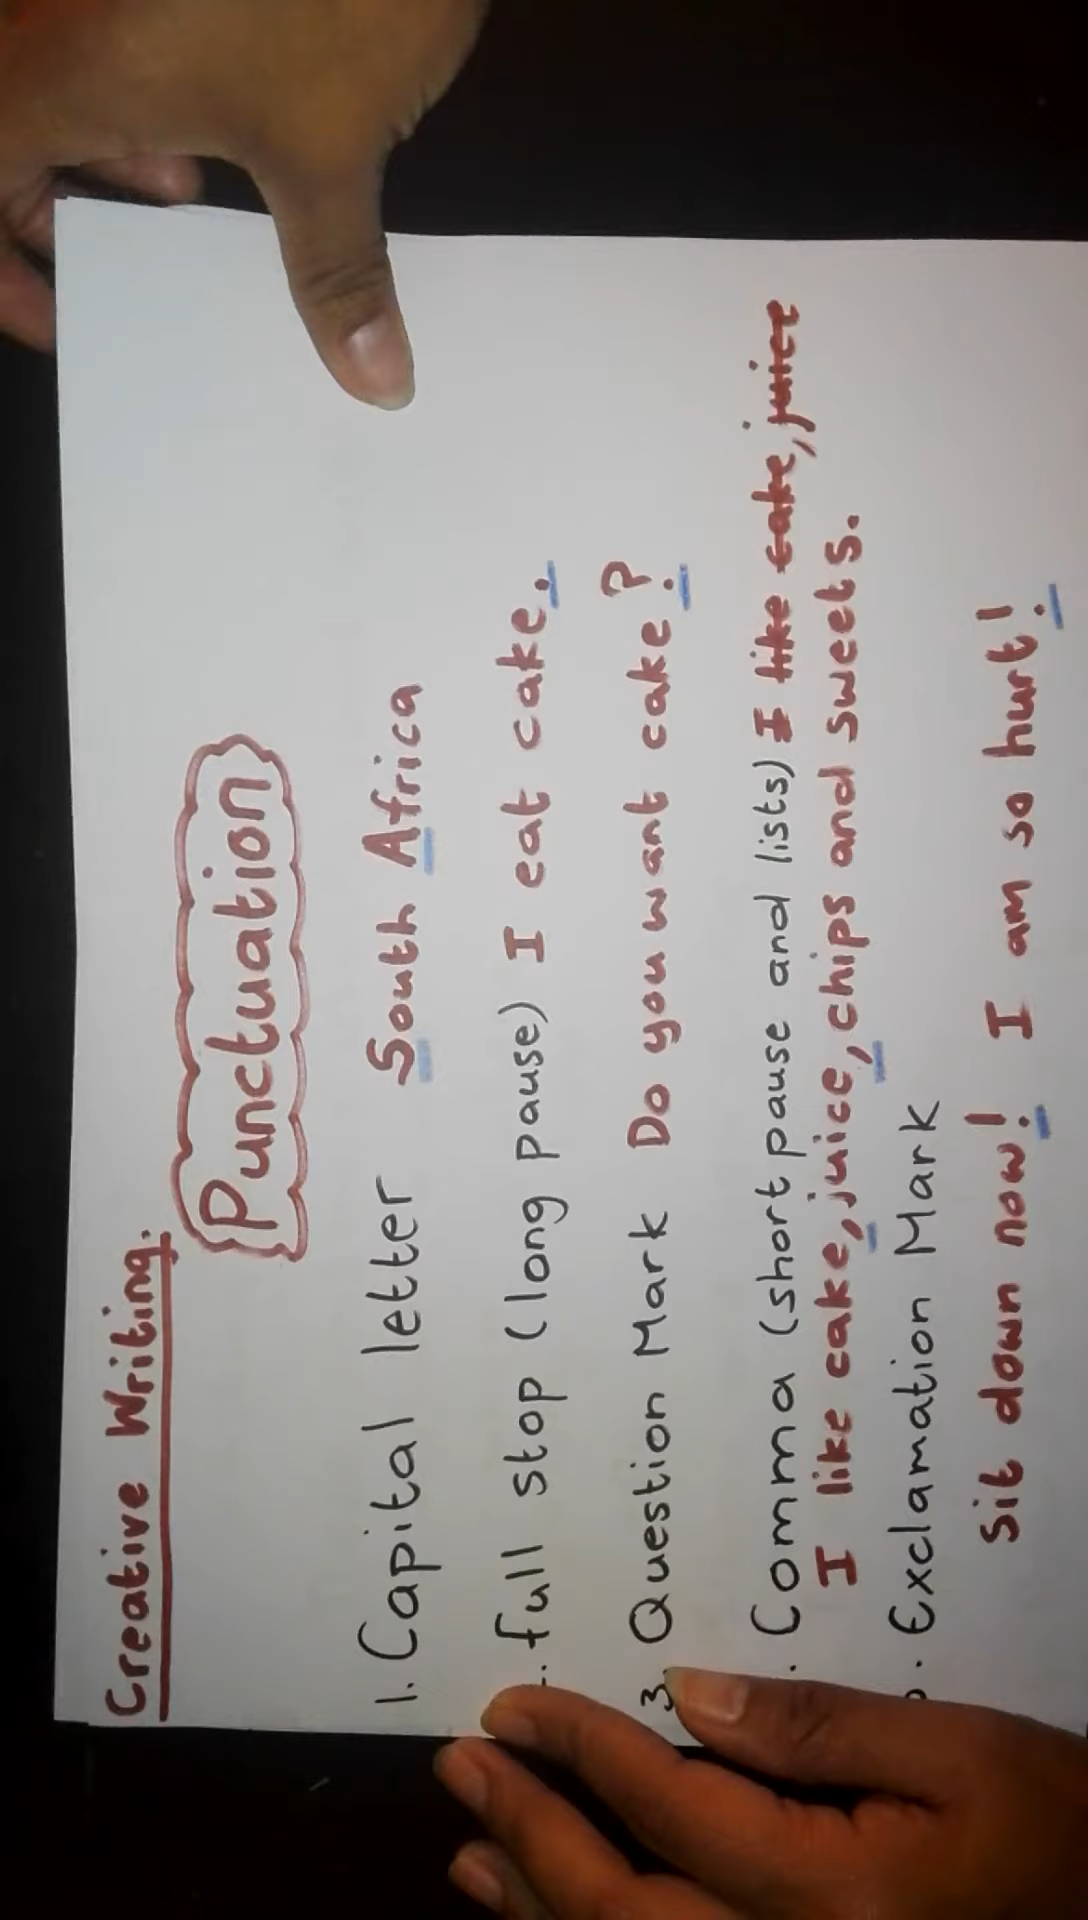 Creative Writing.
Punctuation
1. Capital letter South Africa
. full stop (long pause) I eat cake.
3. Question Mark Do you want cake?
. Comma (short pause and lists) I like cake, juice
I like cake, juice, chips and sweets.
. Exclamation Mark
Sit down now! I am so hurt!